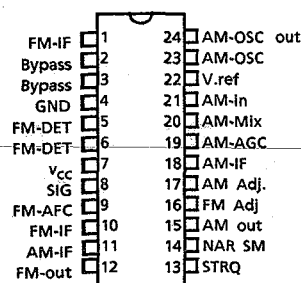 FM-IF 1 24 AM-OSC out
Bypass 2 23 AM-OSC
Bypass 3 22 V.ref
GND 4 21 AM-in
FM-DET 5 20 AM-Mix
FM-DET 6 19 AM-AGC
VCC 7 18 AM-IF
SIG 8 17 AM Adj.
FM-AFC 9 16 FM Adj
FM-IF 10 15 AM out
AM-IF 11 14 NAR SM
FM-out 12 13 STRQ